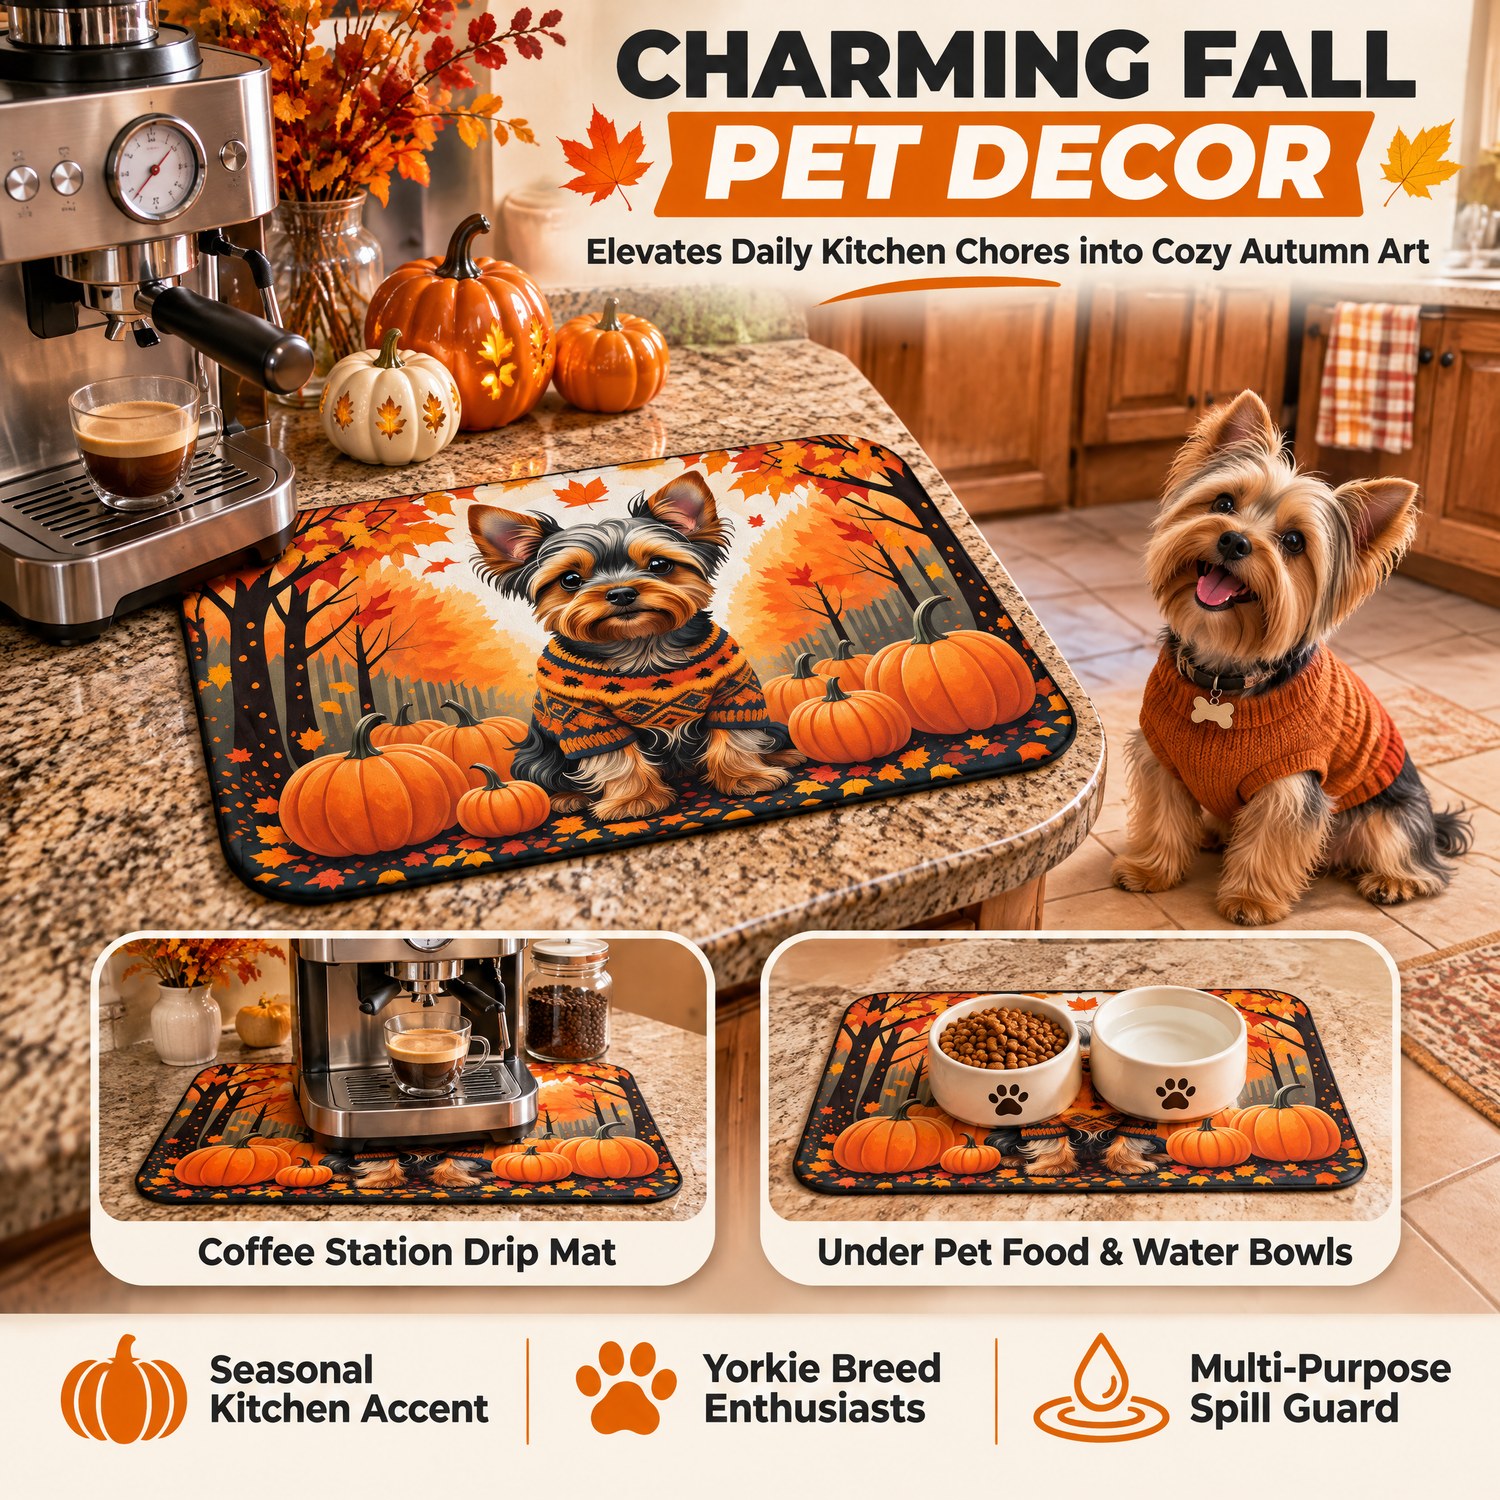 CHARMING FALL
PET DECOR
Elevates Daily Kitchen Chores into Cozy Autumn Art
Coffee Station Drip Mat
Under Pet Food & Water Bowls
Seasonal
Kitchen Accent
Yorkie Breed
Enthusiasts
Multi-Purpose
Spill Guard